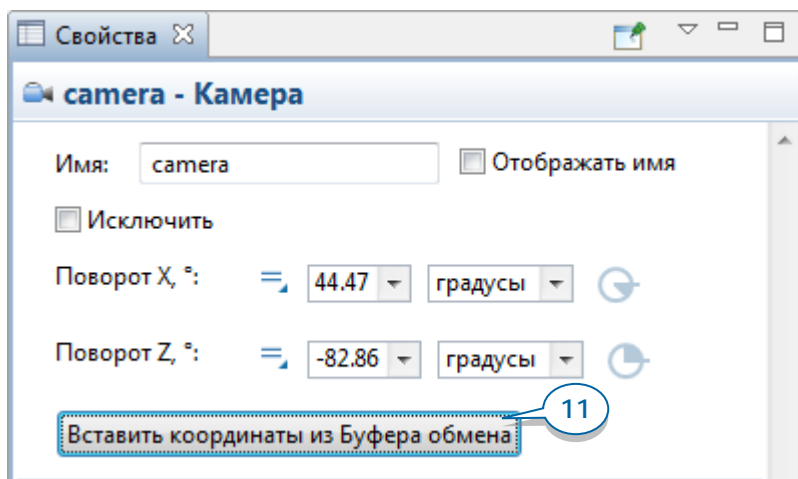 Свойства
camera - Камера
Имя: camera Отображать имя
Исключить
Поворот X, °: 44.47 градусы
Поворот Z, °: -82.86 градусы
11
Вставить координаты из Буфера обмена